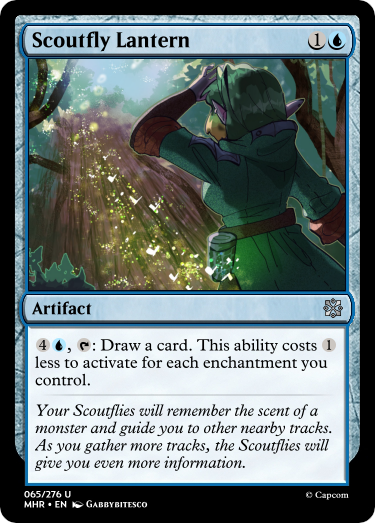 Scoutfly Lantern 1U
Artifact
4U, T: Draw a card. This ability costs 1
less to activate for each enchantment you
control.
Your Scoutflies will remember the scent of a
monster and guide you to other nearby tracks.
As you gather more tracks, the Scoutflies will
give you even more information.
065/276 U
MHR • EN GABBYBITESCO
© Capcom